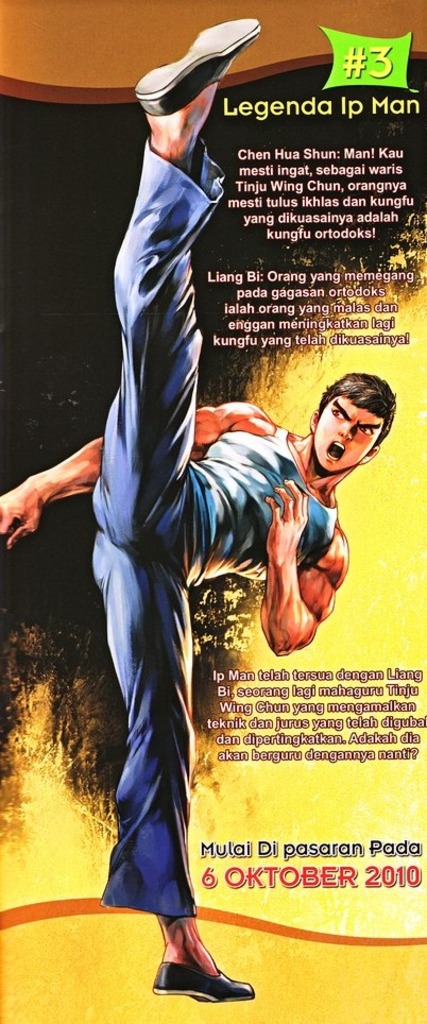 #3
Legenda Ip Man
Chen Hua Shun: Man! Kau
mesti ingat, sebagai waris
Tinju Wing Chun, orangnya
mesti tulus ikhlas dan kungfu
yang dikuasainya adalah
kungfu ortodoks!
Liang Bi: Orang yang memegang
pada gagasan ortodoks
ialah orang yang malas dan
enggan meningkatkan lagi
kungfu yang telah dikuasainya!
Ip Man telah tersua dengan Liang
Bi, seorang lagi mahaguru Tinju
Wing Chun yang mengamalkan
teknik dan jurus yang telah digubal
dan dipertingkatkan. Adakah dia
akan berguru dengannya nanti?
Mulai Di pasaran Pada
6 OKTOBER 2010